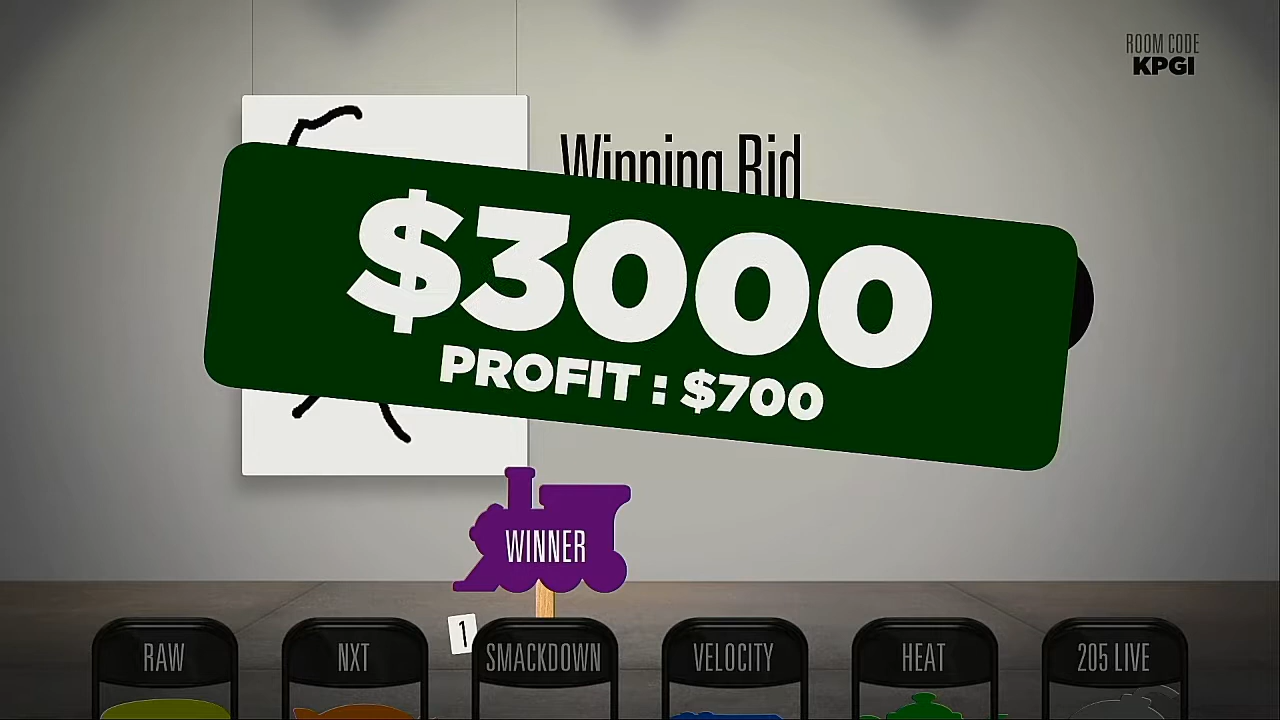 ROOM CODE
KPGI
Winning Bid
$3000
PROFIT : $700
WINNER
1
RAW
NXT
SMACKDOWN
VELOCITY
HEAT
205 LIVE